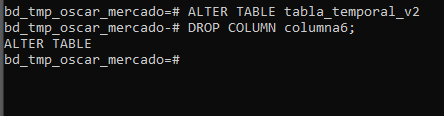 bd_tmp_oscar_mercado=# ALTER TABLE tabla_temporal_v2
bd_tmp_oscar_mercado-# DROP COLUMN columna6;
ALTER TABLE
bd_tmp_oscar_mercado=#